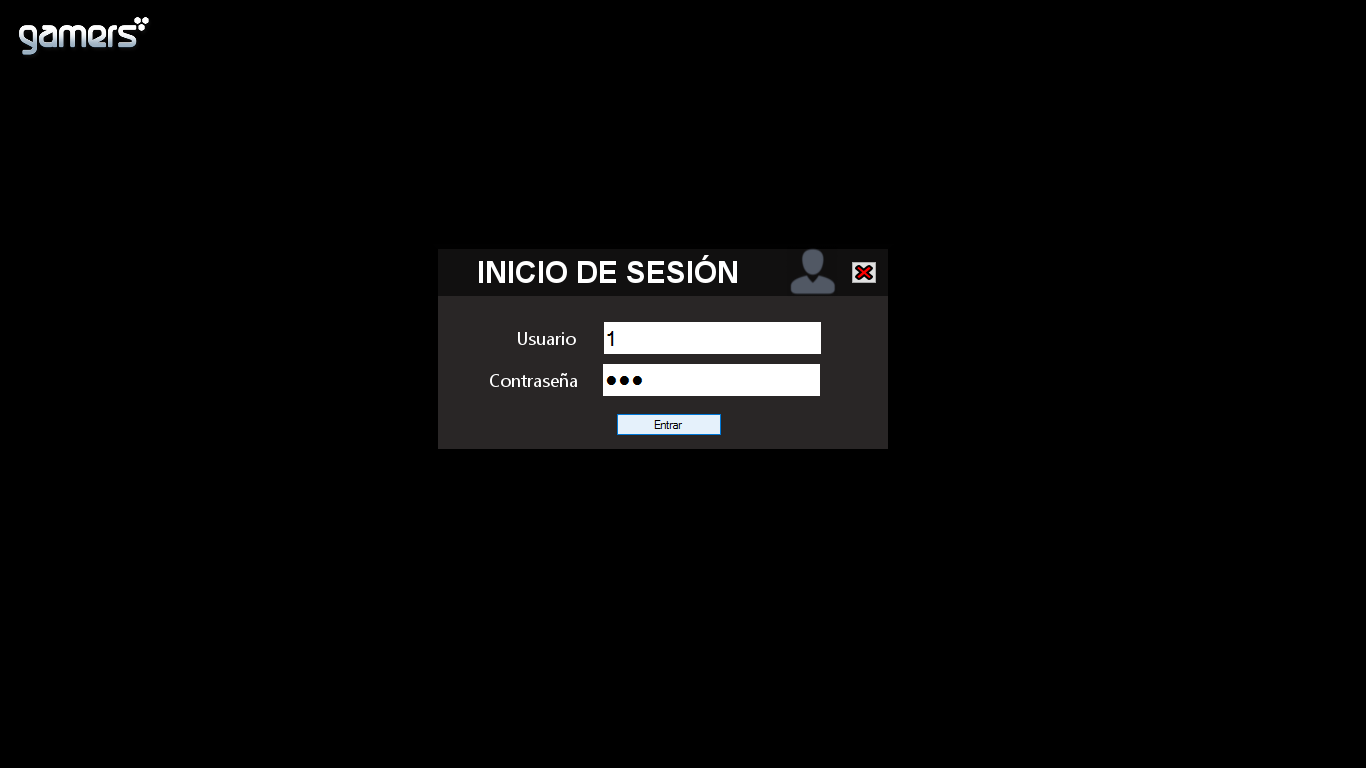 gamers
INICIO DE SESIÓN
Usuario 1
Contraseña ●●●
Entrar